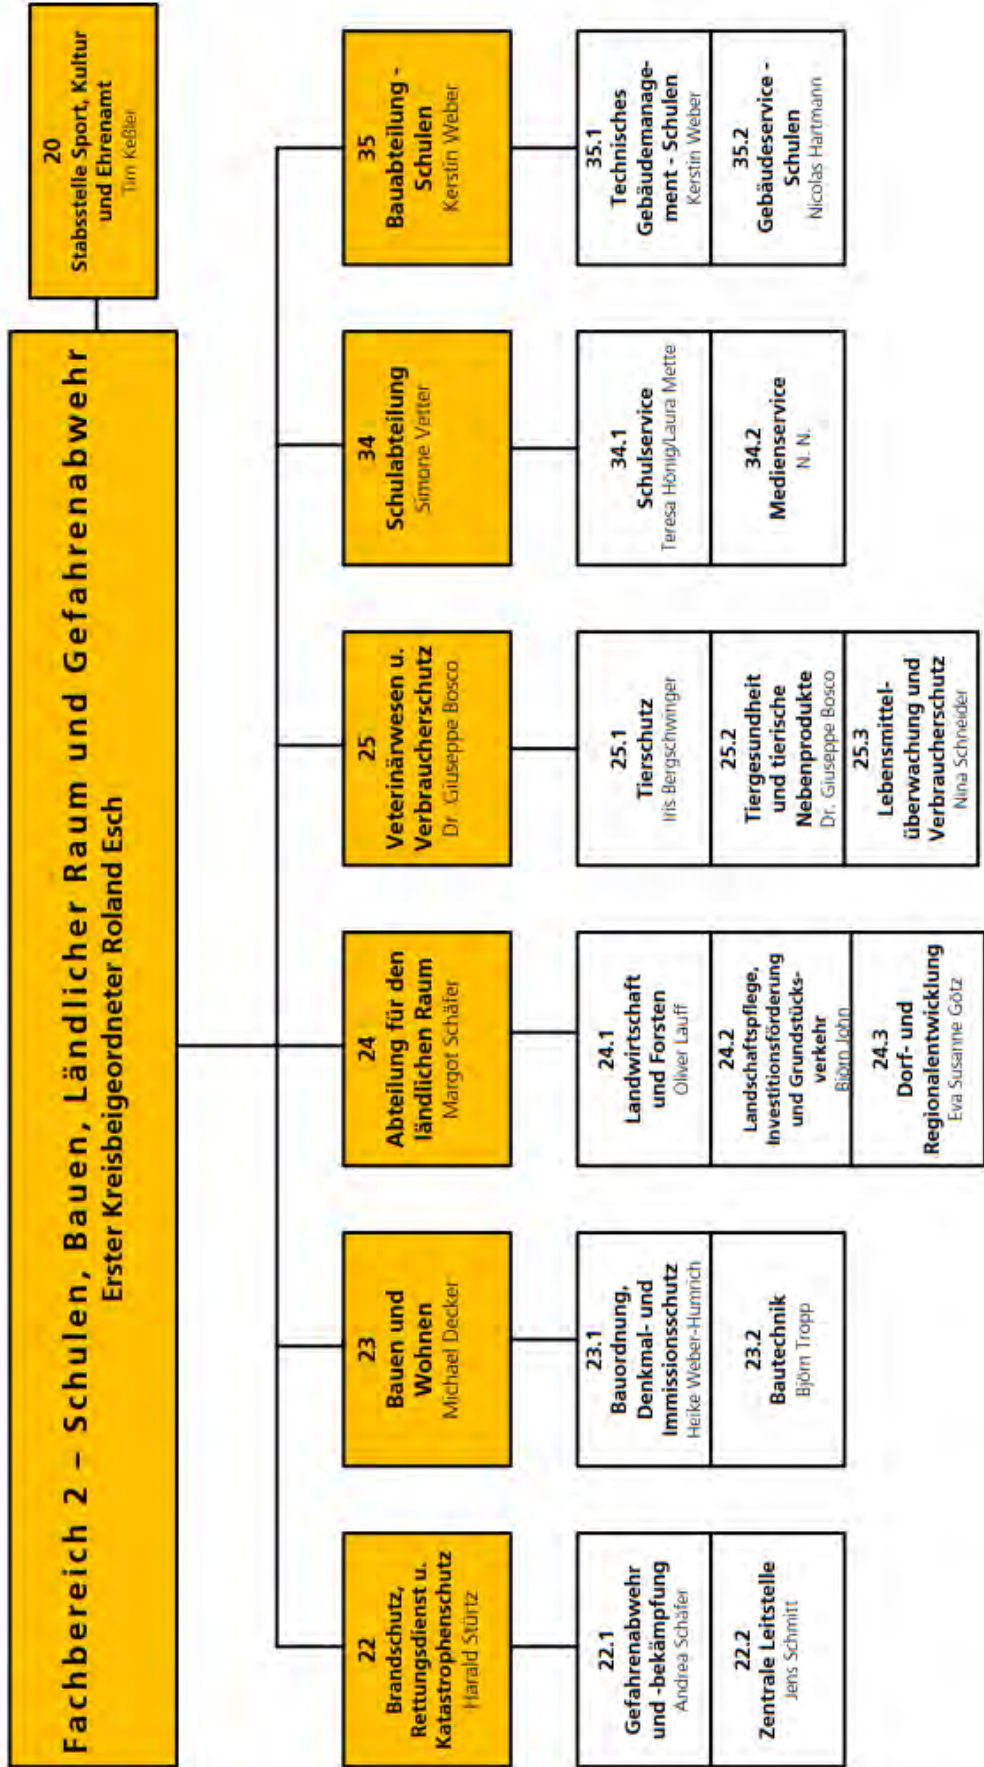 Fachbereich 2 – Schulen, Bauen, Ländlicher Raum und Gefahrenabwehr
Erster Kreisbeigeordneter Roland Esch
20
Stabsstelle Sport, Kultur
und Ehrenamt
Tim Keßler
22
Brandschutz,
Rettungsdienst u.
Katastrophenschutz
Harald Stürtz
22.1
Gefahrenabwehr
und -bekämpfung
Andrea Schäfer
22.2
Zentrale Leitstelle
Jens Schmitt
23
Bauen und
Wohnen
Michael Decker
23.1
Bauordnung,
Denkmal- und
Immissionsschutz
Heike Weber-Humrich
23.2
Bautechnik
Björn Tropp
24
Abteilung für den
ländlichen Raum
Margot Schäfer
24.1
Landwirtschaft
und Forsten
Oliver Lauff
24.2
Landschaftspflege,
Investitionsförderung
und Grundstücks-
verkehr
Björn John
24.3
Dorf- und
Regionalentwicklung
Eva Susanne Götz
25
Veterinärwesen u.
Verbraucherschutz
Dr. Giuseppe Bosco
25.1
Tierschutz
Iris Bergschwinger
25.2
Tiergesundheit
und tierische
Nebenprodukte
Dr. Giuseppe Bosco
25.3
Lebensmittel-
überwachung und
Verbraucherschutz
Nina Schneider
34
Schulabteilung
Simone Vetter
34.1
Schulservice
Teresa Hönig/Laura Mette
34.2
Medienservice
N. N.
35
Bauabteilung -
Schulen
Kerstin Weber
35.1
Technisches
Gebäudemanage-
ment - Schulen
Kerstin Weber
35.2
Gebäudeservice -
Schulen
Nicolas Hartmann